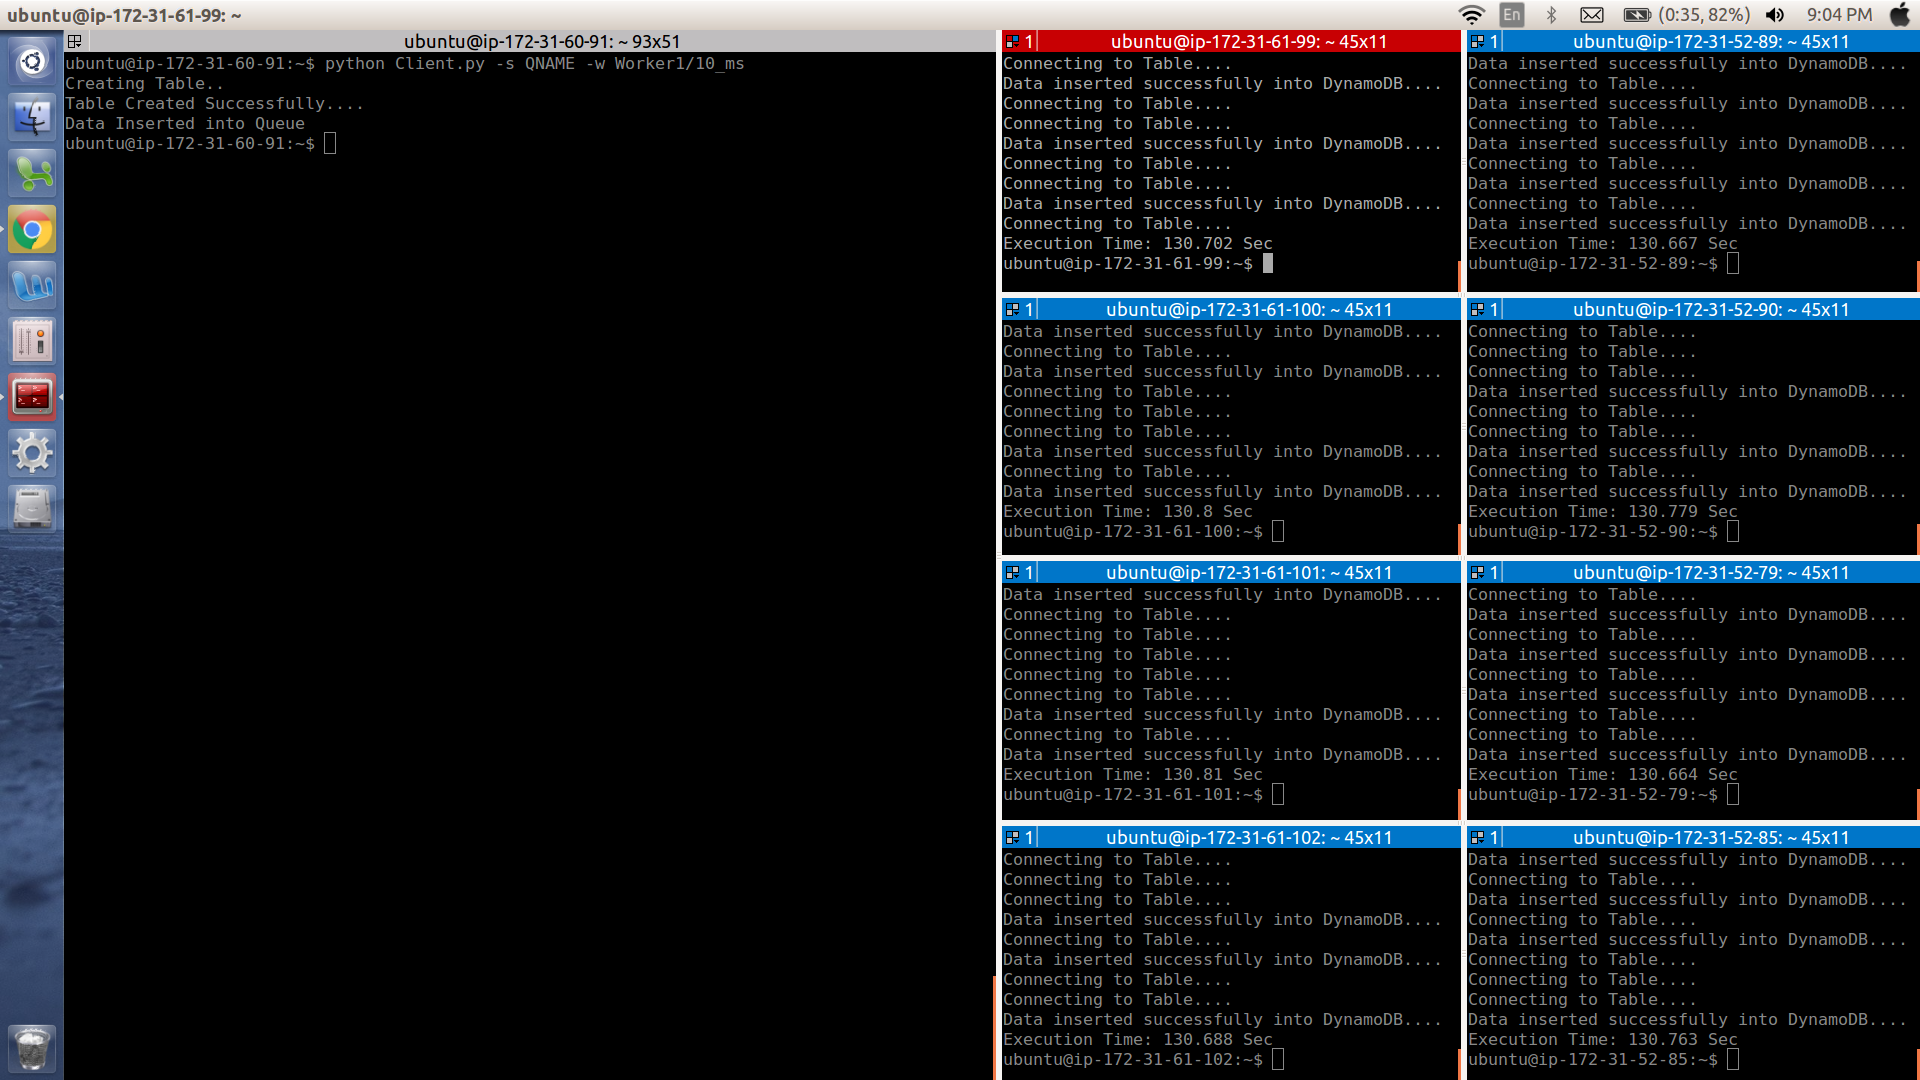 ubuntu@ip-172-31-61-99: ~
En
(0:35, 82%)
9:04 PM
ubuntu@ip-172-31-60-91: ~ 93x51
ubuntu@ip-172-31-60-91:~$ python Client.py -s QNAME -w Worker1/10_ms
Creating Table..
Table Created Successfully....
Data Inserted into Queue
ubuntu@ip-172-31-60-91:~$
1
ubuntu@ip-172-31-61-99: ~ 45x11
Connecting to Table....
Data inserted successfully into DynamoDB....
Connecting to Table....
Connecting to Table....
Data inserted successfully into DynamoDB....
Connecting to Table....
Connecting to Table....
Data inserted successfully into DynamoDB....
Connecting to Table....
Execution Time: 130.702 Sec
ubuntu@ip-172-31-61-99:~$
1
ubuntu@ip-172-31-52-89: ~ 45x11
Data inserted successfully into DynamoDB....
Connecting to Table....
Data inserted successfully into DynamoDB....
Connecting to Table....
Data inserted successfully into DynamoDB....
Connecting to Table....
Data inserted successfully into DynamoDB....
Connecting to Table....
Data inserted successfully into DynamoDB....
Execution Time: 130.667 Sec
ubuntu@ip-172-31-52-89:~$
1
ubuntu@ip-172-31-61-100: ~ 45x11
Data inserted successfully into DynamoDB....
Connecting to Table....
Data inserted successfully into DynamoDB....
Connecting to Table....
Connecting to Table....
Connecting to Table....
Data inserted successfully into DynamoDB....
Connecting to Table....
Data inserted successfully into DynamoDB....
Execution Time: 130.8 Sec
ubuntu@ip-172-31-61-100:~$
1
ubuntu@ip-172-31-52-90: ~ 45x11
Connecting to Table....
Connecting to Table....
Connecting to Table....
Data inserted successfully into DynamoDB....
Connecting to Table....
Connecting to Table....
Data inserted successfully into DynamoDB....
Connecting to Table....
Data inserted successfully into DynamoDB....
Execution Time: 130.779 Sec
ubuntu@ip-172-31-52-90:~$
1
ubuntu@ip-172-31-61-101: ~ 45x11
Data inserted successfully into DynamoDB....
Connecting to Table....
Connecting to Table....
Connecting to Table....
Connecting to Table....
Connecting to Table....
Data inserted successfully into DynamoDB....
Connecting to Table....
Data inserted successfully into DynamoDB....
Execution Time: 130.81 Sec
ubuntu@ip-172-31-61-101:~$
1
ubuntu@ip-172-31-52-79: ~ 45x11
Connecting to Table....
Data inserted successfully into DynamoDB....
Connecting to Table....
Data inserted successfully into DynamoDB....
Connecting to Table....
Data inserted successfully into DynamoDB....
Connecting to Table....
Connecting to Table....
Data inserted successfully into DynamoDB....
Execution Time: 130.664 Sec
ubuntu@ip-172-31-52-79:~$
1
ubuntu@ip-172-31-61-102: ~ 45x11
Connecting to Table....
Connecting to Table....
Connecting to Table....
Data inserted successfully into DynamoDB....
Connecting to Table....
Data inserted successfully into DynamoDB....
Connecting to Table....
Connecting to Table....
Data inserted successfully into DynamoDB....
Execution Time: 130.688 Sec
ubuntu@ip-172-31-61-102:~$
1
ubuntu@ip-172-31-52-85: ~ 45x11
Data inserted successfully into DynamoDB....
Connecting to Table....
Data inserted successfully into DynamoDB....
Connecting to Table....
Data inserted successfully into DynamoDB....
Connecting to Table....
Connecting to Table....
Connecting to Table....
Data inserted successfully into DynamoDB....
Execution Time: 130.763 Sec
ubuntu@ip-172-31-52-85:~$